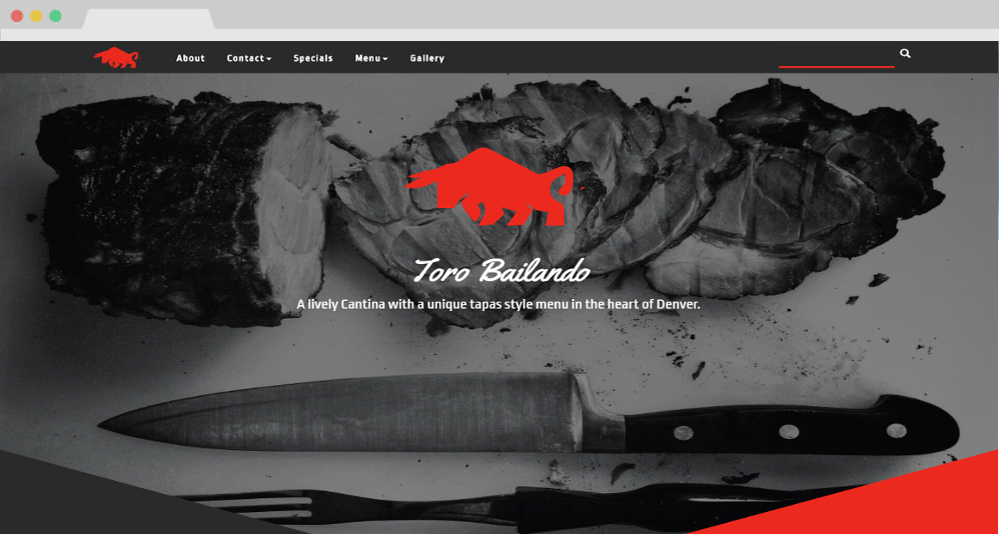 About Contact Specials Menu Gallery
Toro Bailando
A lively Cantina with a unique tapas style menu in the heart of Denver.